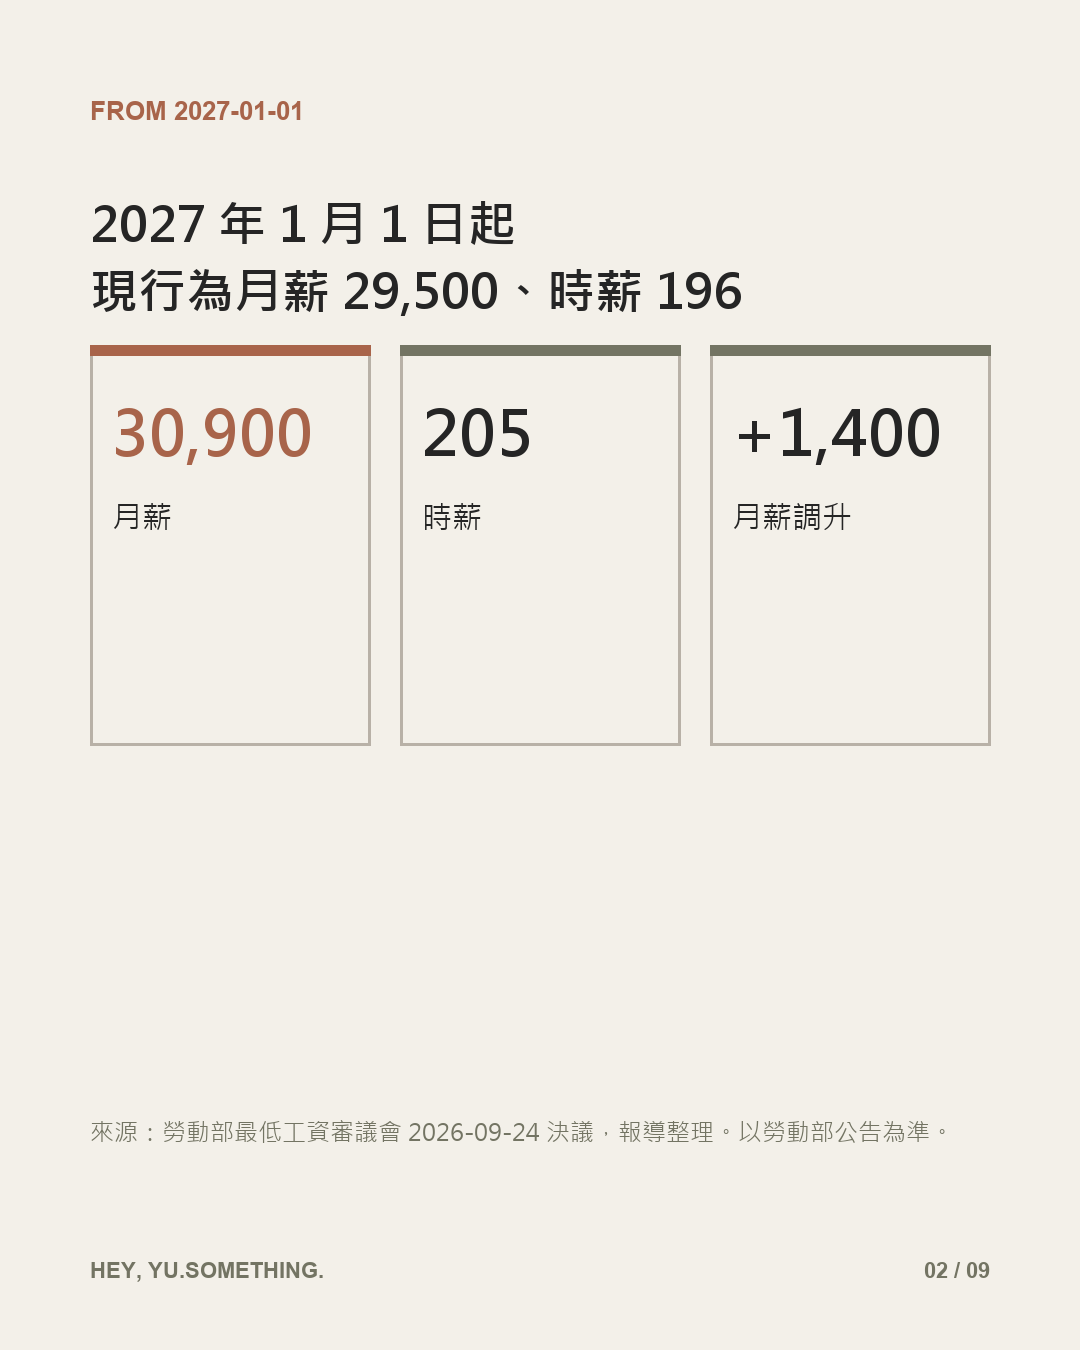 FROM 2027-01-01
2027 年 1 月 1 日起
現行為月薪 29,500、時薪 196
30,900
月薪
205
時薪
+1,400
月薪調升
來源：勞動部最低工資審議會 2026-09-24 決議，報導整理。以勞動部公告為準。
HEY, YU.SOMETHING.
02 / 09